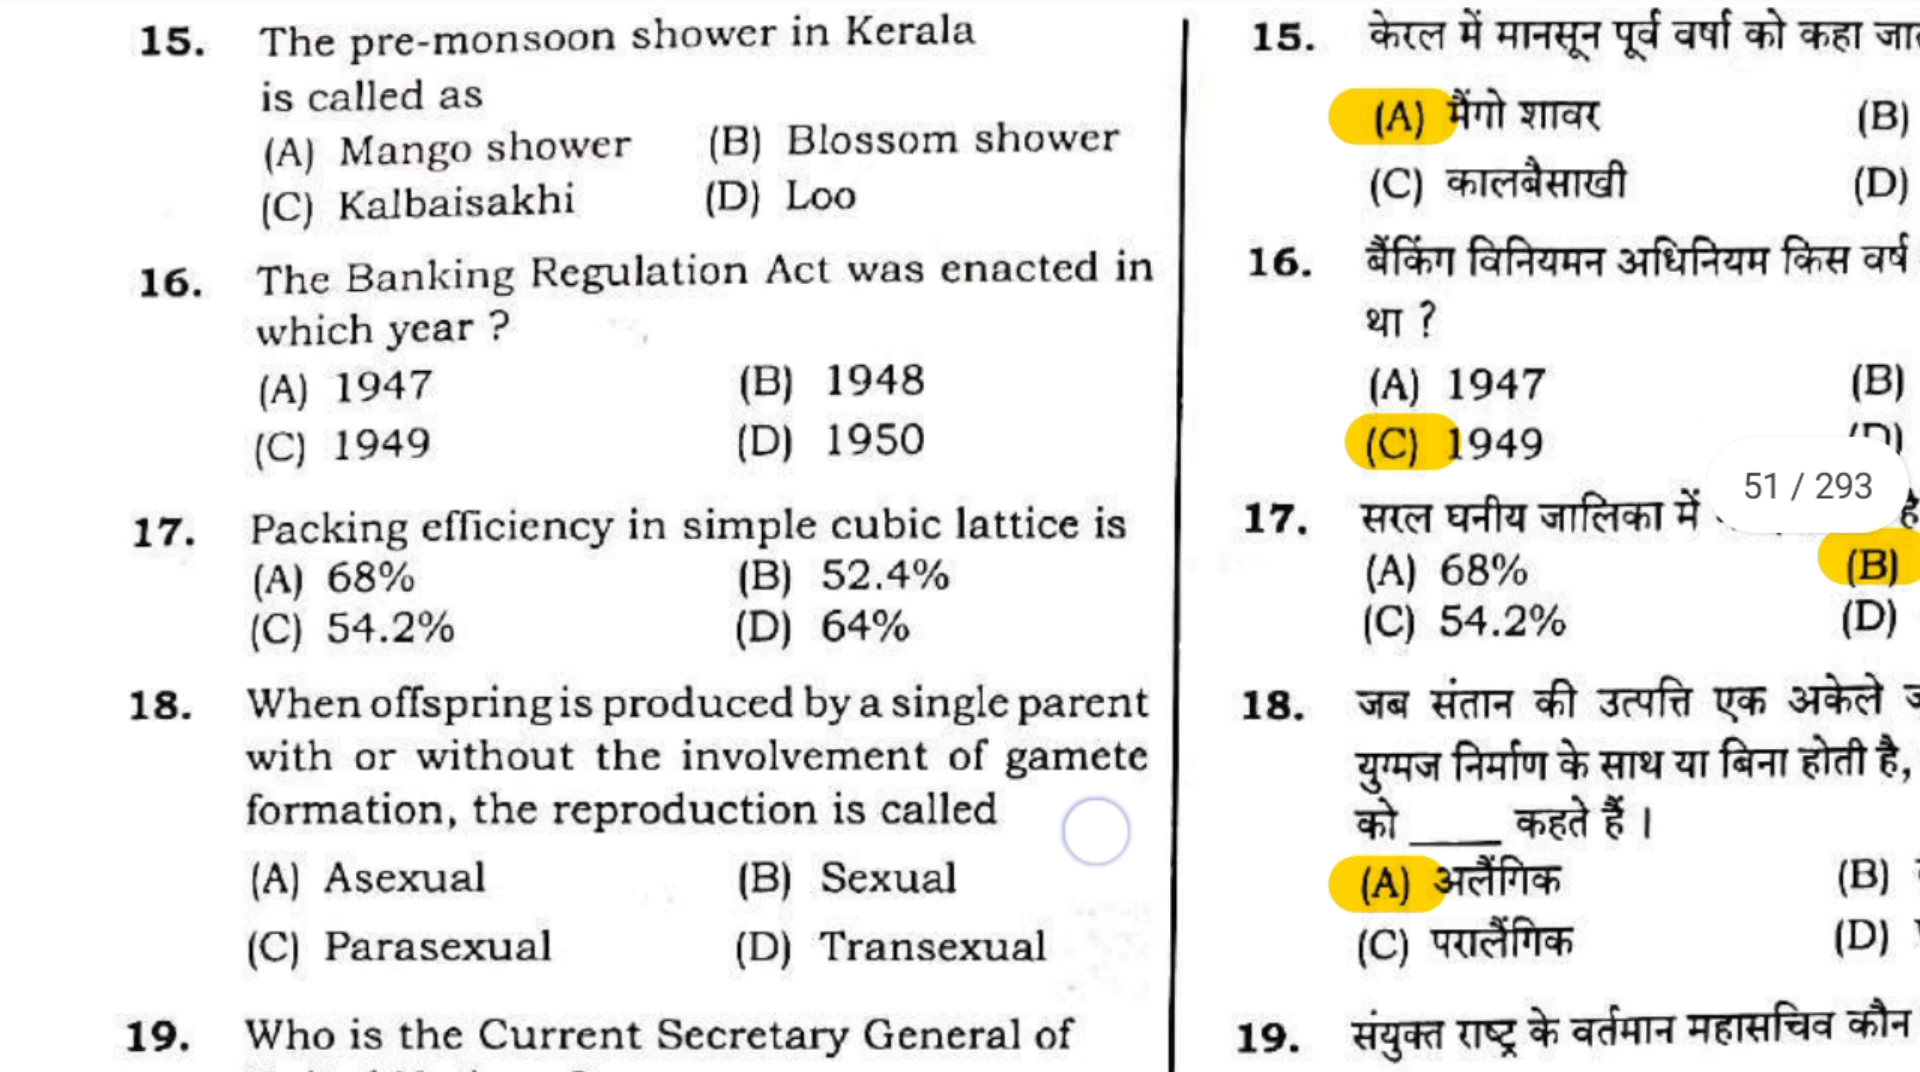 15. The pre-monsoon shower in Kerala
is called as
(A) Mango shower (B) Blossom shower
(C) Kalbaisakhi (D) Loo
16. The Banking Regulation Act was enacted in
which year ?
(A) 1947 (B) 1948
(C) 1949 (D) 1950
17. Packing efficiency in simple cubic lattice is
(A) 68% (B) 52.4%
(C) 54.2% (D) 64%
18. When offspring is produced by a single parent
with or without the involvement of gamete
formation, the reproduction is called
(A) Asexual (B) Sexual
(C) Parasexual (D) Transexual
19. Who is the Current Secretary General of
15. केरल में मानसून पूर्व वर्षा को कहा
(A) मैंगो शावर (B)
(C) कालबैसाखी (D)
16. बैंकिंग विनियमन अधिनियम किस वर्ष
था ?
(A) 1947 (B)
(C) 1949
51 / 293
17. सरल घनीय जालिका में
(A) 68% (B)
(C) 54.2% (D)
18. जब संतान की उत्पत्ति एक अकेले
युग्मज निर्माण के साथ या बिना होती है,
को ____ कहते हैं ।
(A) अलैंगिक (B)
(C) परालैंगिक (D)
19. संयुक्त राष्ट्र के वर्तमान महासचिव कौन